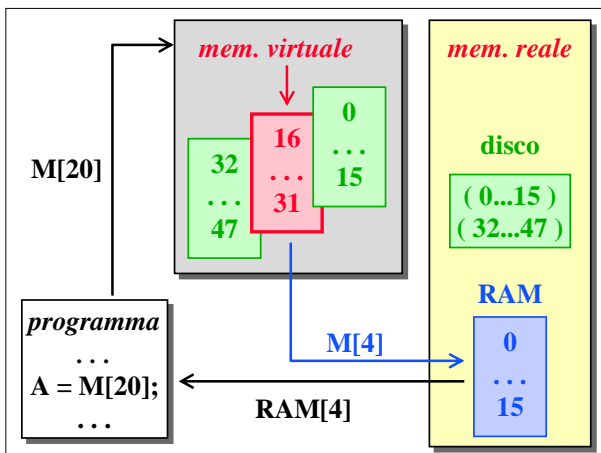 mem. virtuale
mem. reale
0
. . .
15
16
. . .
31
32
. . .
47
M[20]
disco
( 0...15 )
( 32...47 )
RAM
0
. . .
15
M[4]
RAM[4]
programma
. . .
A = M[20];
. . .